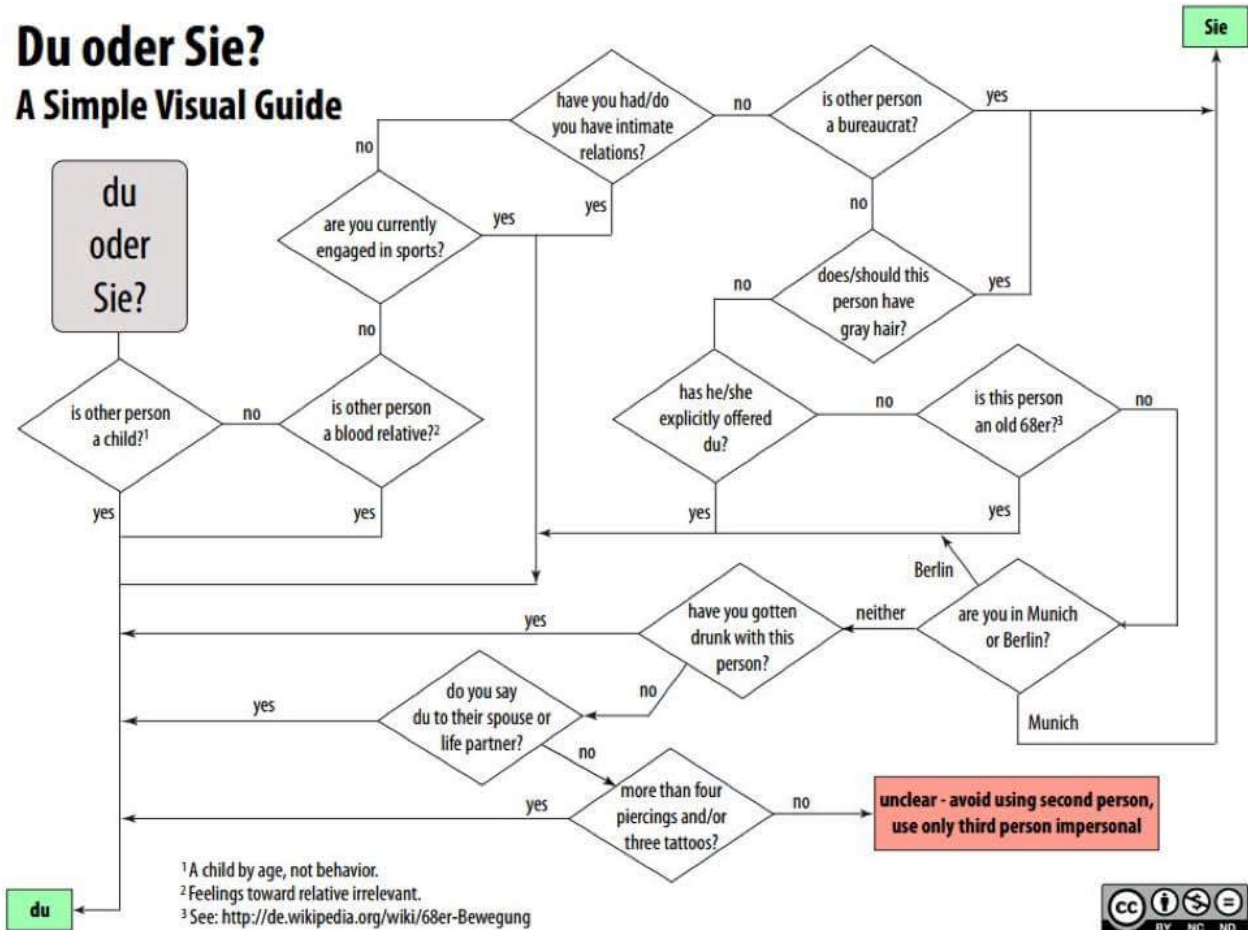 Du oder Sie?
A Simple Visual Guide
du
oder
Sie?
is other person
a child?¹
no
yes
is other person
a blood relative?²
yes
no
are you currently
engaged in sports?
yes
no
have you had/do
you have intimate
relations?
yes
no
is other person
a bureaucrat?
yes
Sie
no
does/should this
person have
gray hair?
yes
no
has he/she
explicitly offered
du?
yes
no
is this person
an old 68er?³
yes
no
are you in Munich
or Berlin?
Berlin
Munich
neither
have you gotten
drunk with this
person?
yes
no
do you say
du to their spouse or
life partner?
yes
no
more than four
piercings and/or
three tattoos?
yes
no
unclear - avoid using second person,
use only third person impersonal
du
¹ A child by age, not behavior.
² Feelings toward relative irrelevant.
³ See: http://de.wikipedia.org/wiki/68er-Bewegung
cc
BY NC ND